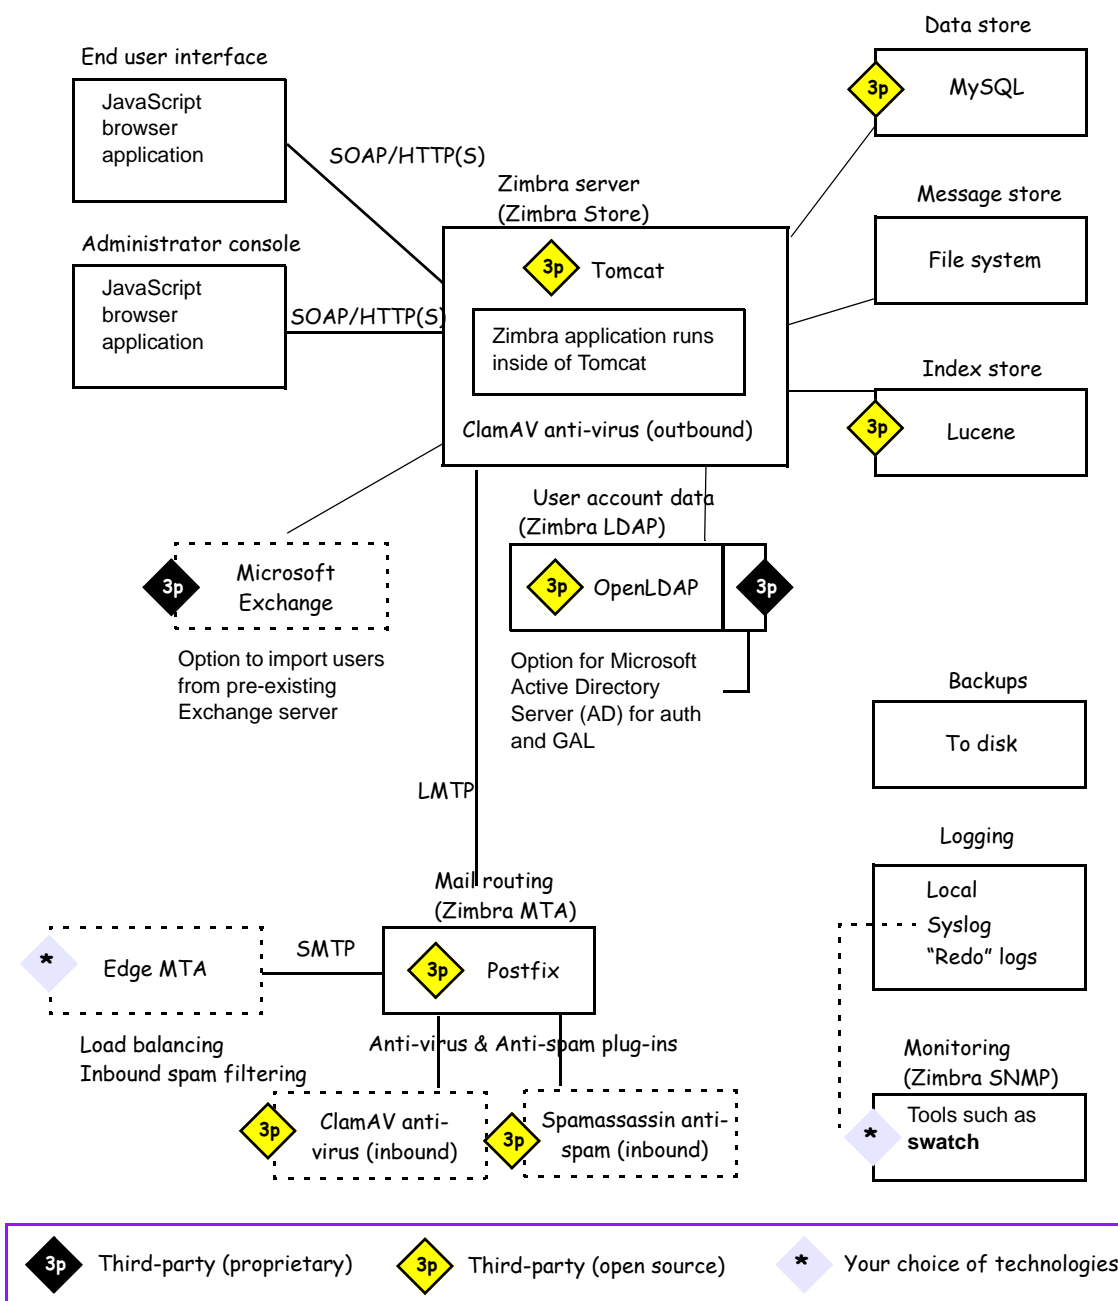 Data store
3p
MySQL
End user interface
JavaScript
browser
application
SOAP/HTTP(S)
Zimbra server
(Zimbra Store)
Message store
File system
Administrator console
JavaScript
browser
application
SOAP/HTTP(S)
3p
Tomcat
Zimbra application runs
inside of Tomcat
ClamAV anti-virus (outbound)
Index store
3p
Lucene
User account data
(Zimbra LDAP)
3p
Microsoft
Exchange
3p
OpenLDAP
3p
Option to import users
from pre-existing
Exchange server
Option for Microsoft
Active Directory
Server (AD) for auth
and GAL
Backups
To disk
LMTP
Logging
Local
Syslog
“Redo” logs
Mail routing
(Zimbra MTA)
*
Edge MTA
SMTP
3p
Postfix
Load balancing
Inbound spam filtering
Anti-virus & Anti-spam plug-ins
3p
ClamAV anti-
virus (inbound)
3p
Spamassassin anti-
spam (inbound)
Monitoring
(Zimbra SNMP)
*
Tools such as
swatch
3p
Third-party (proprietary)
3p
Third-party (open source)
*
Your choice of technologies